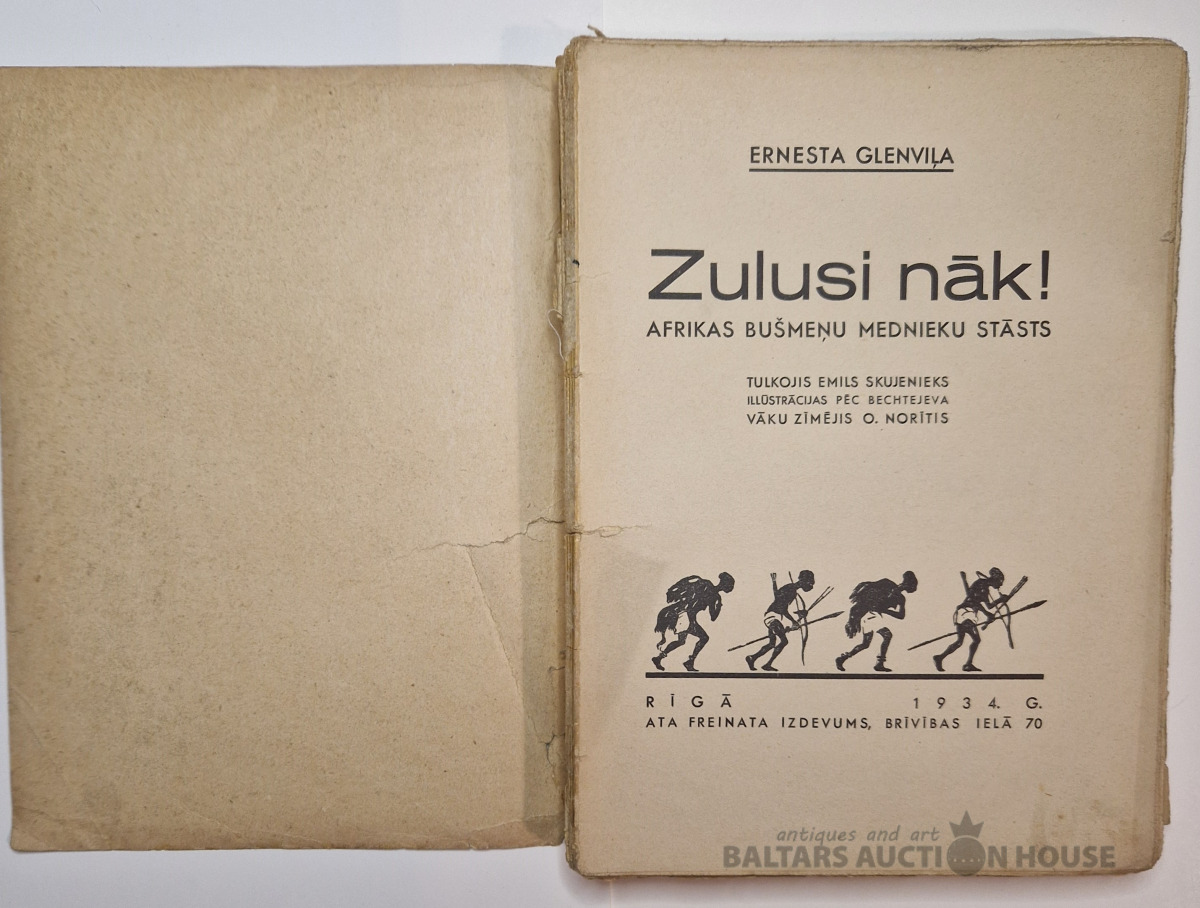 ERNESTA GLENVIĻA
Zulusi nāk!
AFRIKAS BUŠMEŅU MEDNIEKU STĀSTS
TULKOJIS EMILS SKUJENIEKS
ILLŪSTRĀCIJAS PĒC BECHTEJEVA
VĀKU ZĪMĒJIS O. NORĪTIS
RĪGĀ 1934. G.
ATA FREINATA IZDEVUMS, BRĪVĪBAS IELĀ 70
antiques and art
BALTARS AUCTION HOUSE